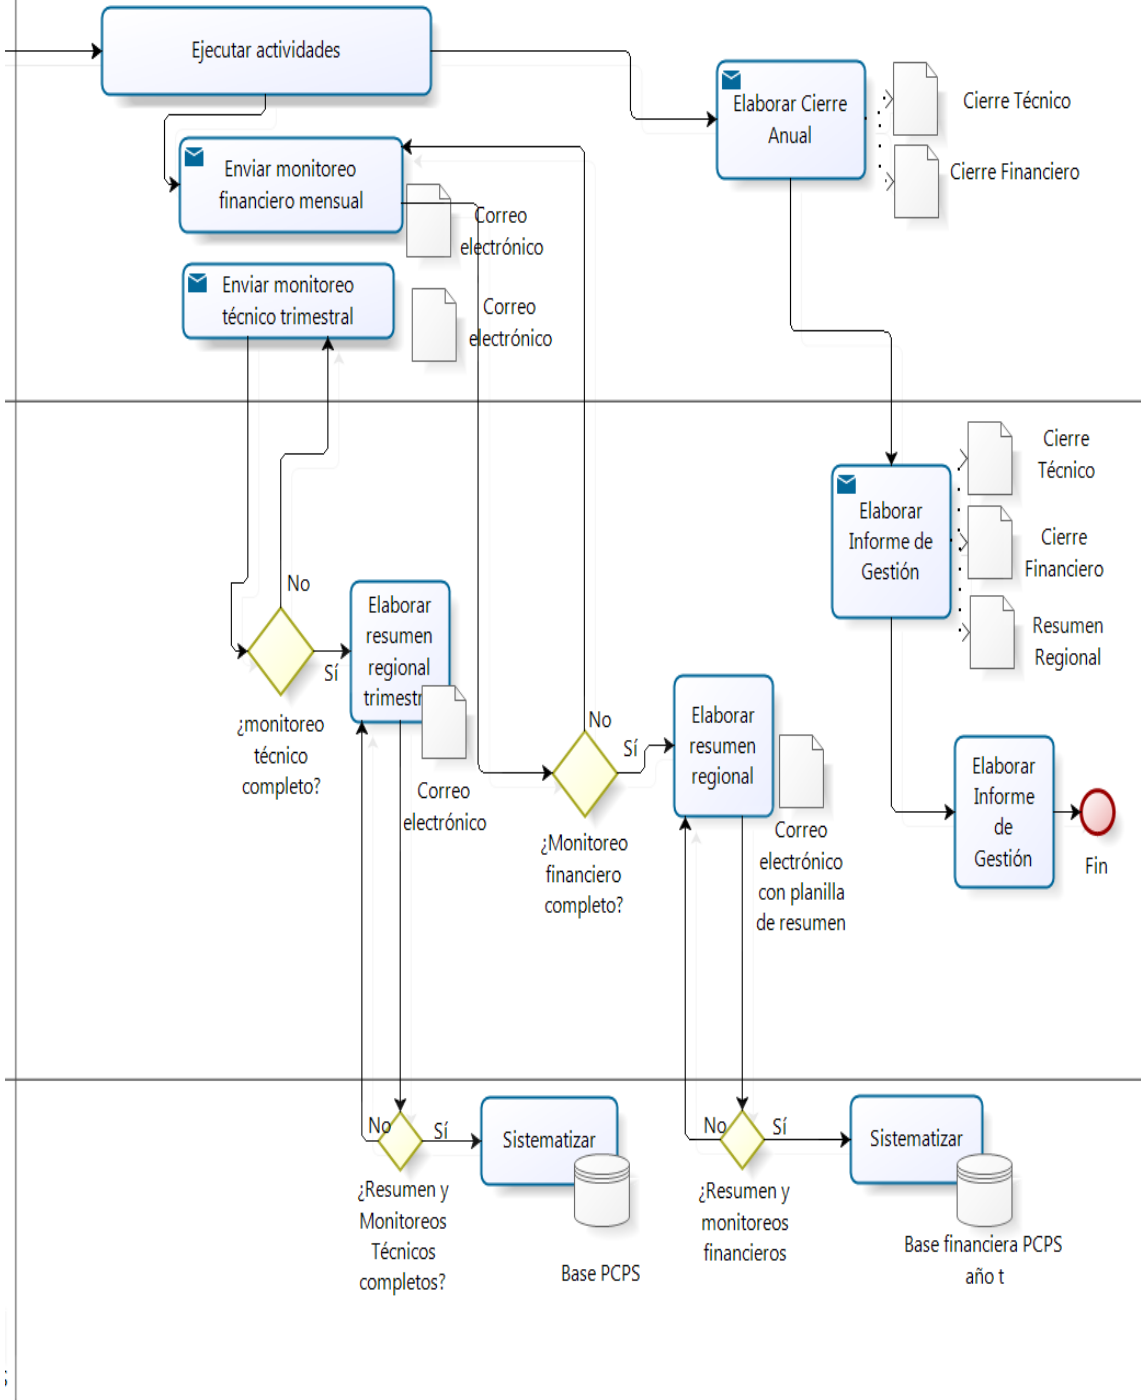 Ejecutar actividades
Elaborar Cierre
Anual
Cierre Técnico
Cierre Financiero
Enviar monitoreo
financiero mensual
Correo
electrónico
Enviar monitoreo
técnico trimestral
Correo
electrónico
Elaborar
Informe de
Gestión
Cierre
Técnico
Cierre
Financiero
Resumen
Regional
No
Sí
¿monitoreo
técnico
completo?
Elaborar
resumen
regional
Correo
electrónico
No
Sí
¿Monitoreo
financiero
completo?
Elaborar
resumen
regional
Correo
electrónico
con planilla
de resumen
Elaborar
Informe
de
Gestión
Fin
No
Sí
¿Resumen y
Monitoreos
Técnicos
completos?
Sistematizar
Base PCPS
No
Sí
¿Resumen y
monitoreos
financieros
Sistematizar
Base financiera PCPS
año t